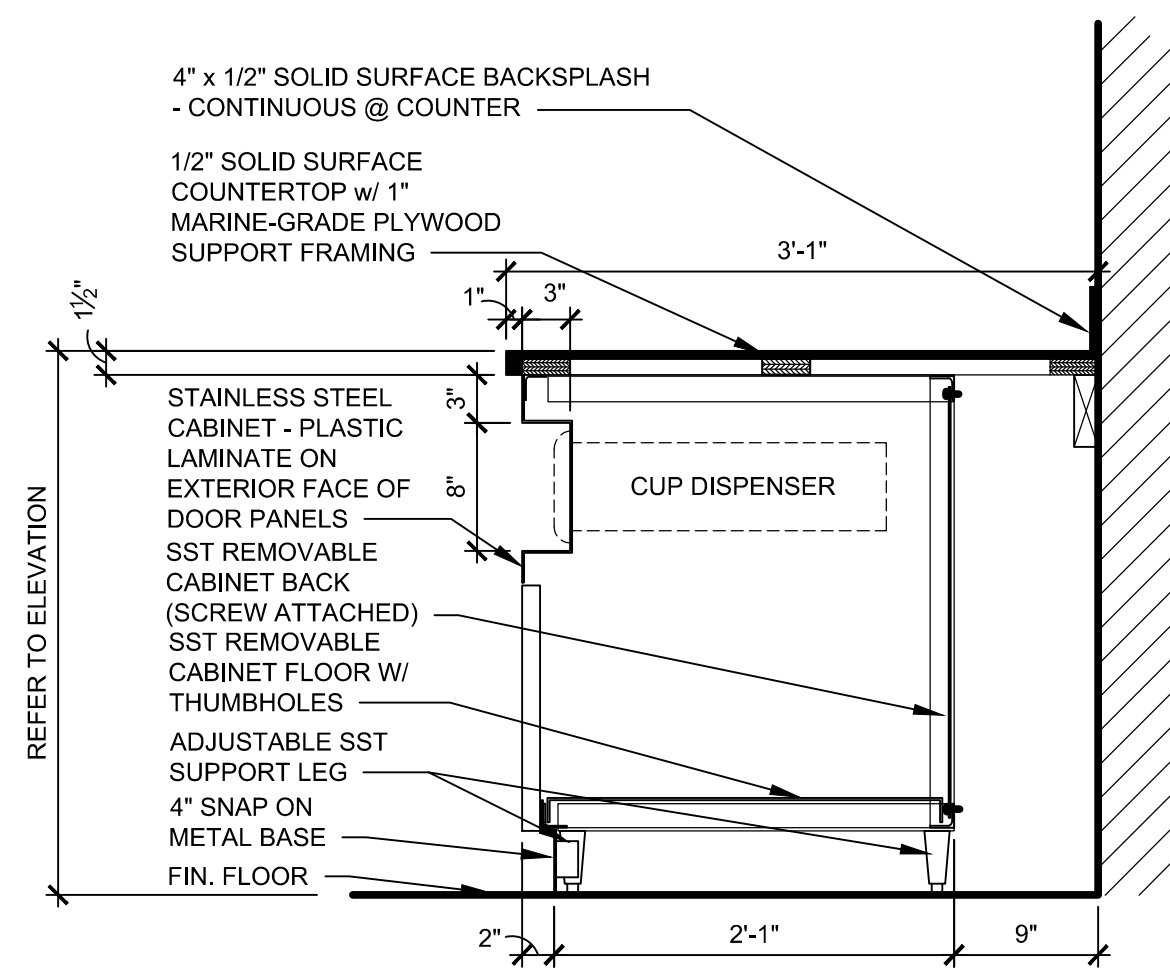 4" x 1/2" SOLID SURFACE BACKSPLASH
- CONTINUOUS @ COUNTER
1/2" SOLID SURFACE
COUNTERTOP w/ 1"
MARINE-GRADE PLYWOOD
SUPPORT FRAMING
3'-1"
1½"
1"
3"
STAINLESS STEEL
CABINET - PLASTIC
LAMINATE ON
EXTERIOR FACE OF
DOOR PANELS
3"
8"
CUP DISPENSER
SST REMOVABLE
CABINET BACK
(SCREW ATTACHED)
SST REMOVABLE
CABINET FLOOR W/
THUMBHOLES
ADJUSTABLE SST
SUPPORT LEG
4" SNAP ON
METAL BASE
FIN. FLOOR
REFER TO ELEVATION
2"
2'-1"
9"